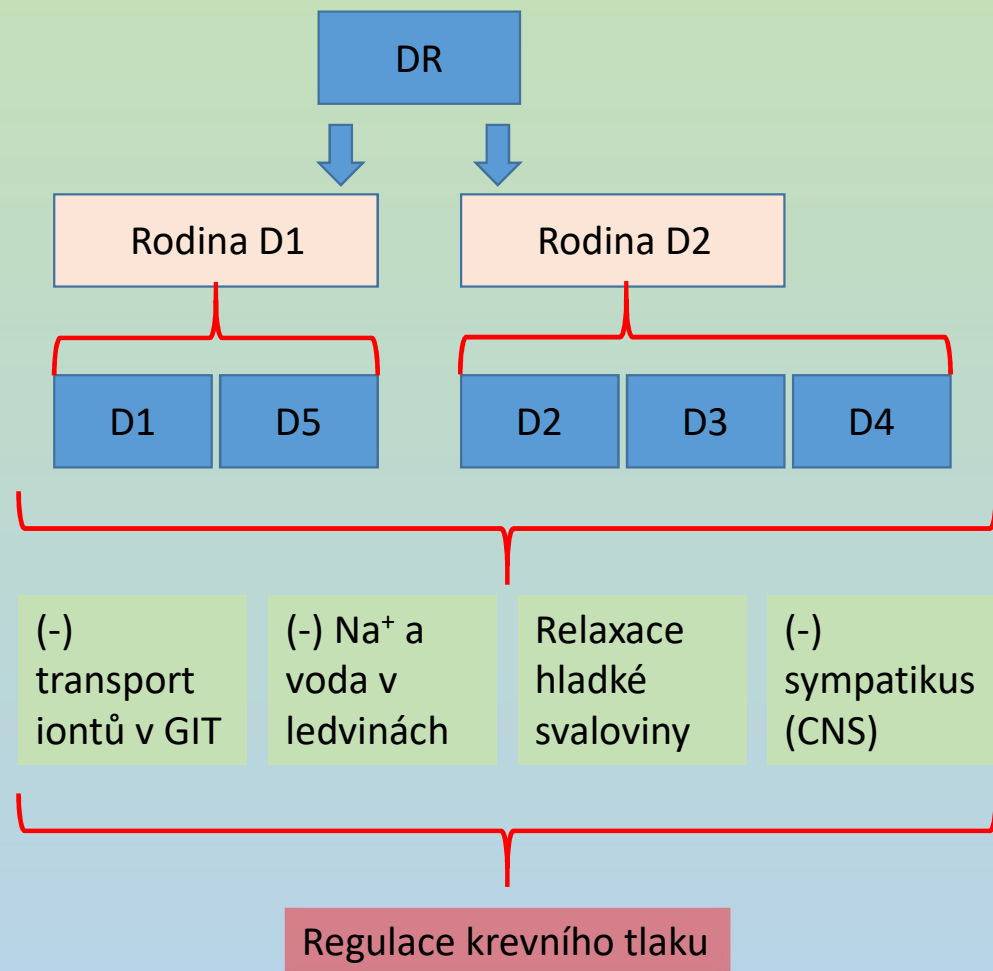 DR
Rodina D1
Rodina D2
D1
D5
D2
D3
D4
(-)
transport
iontů v GIT
(-) Na⁺ a
voda v
ledvinách
Relaxace
hladké
svaloviny
(-)
sympatikus
(CNS)
Regulace krevního tlaku